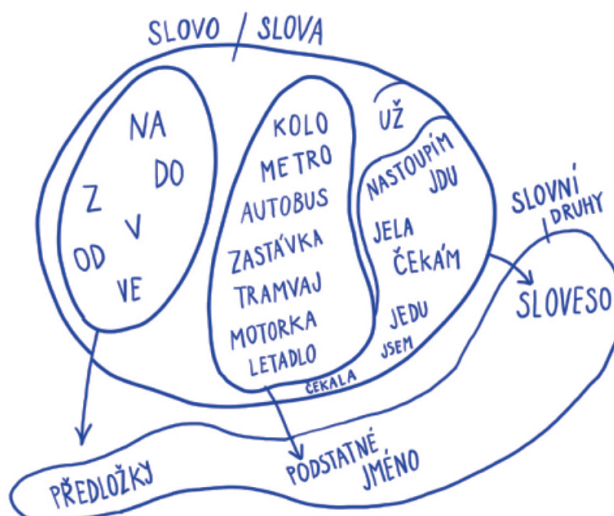 SLOVO / SLOVA
NA
DO
Z
V
OD
VE
KOLO
METRO
AUTOBUS
ZASTÁVKA
TRAMVAJ
MOTORKA
LETADLO
UŽ
NASTOUPÍM
JDU
JELA
ČEKÁM
JEDU
JSEM
ČEKALA
SLOVNÍ
DRUHY
SLOVESO
PŘEDLOŽKY
PODSTATNÉ
JMÉNO